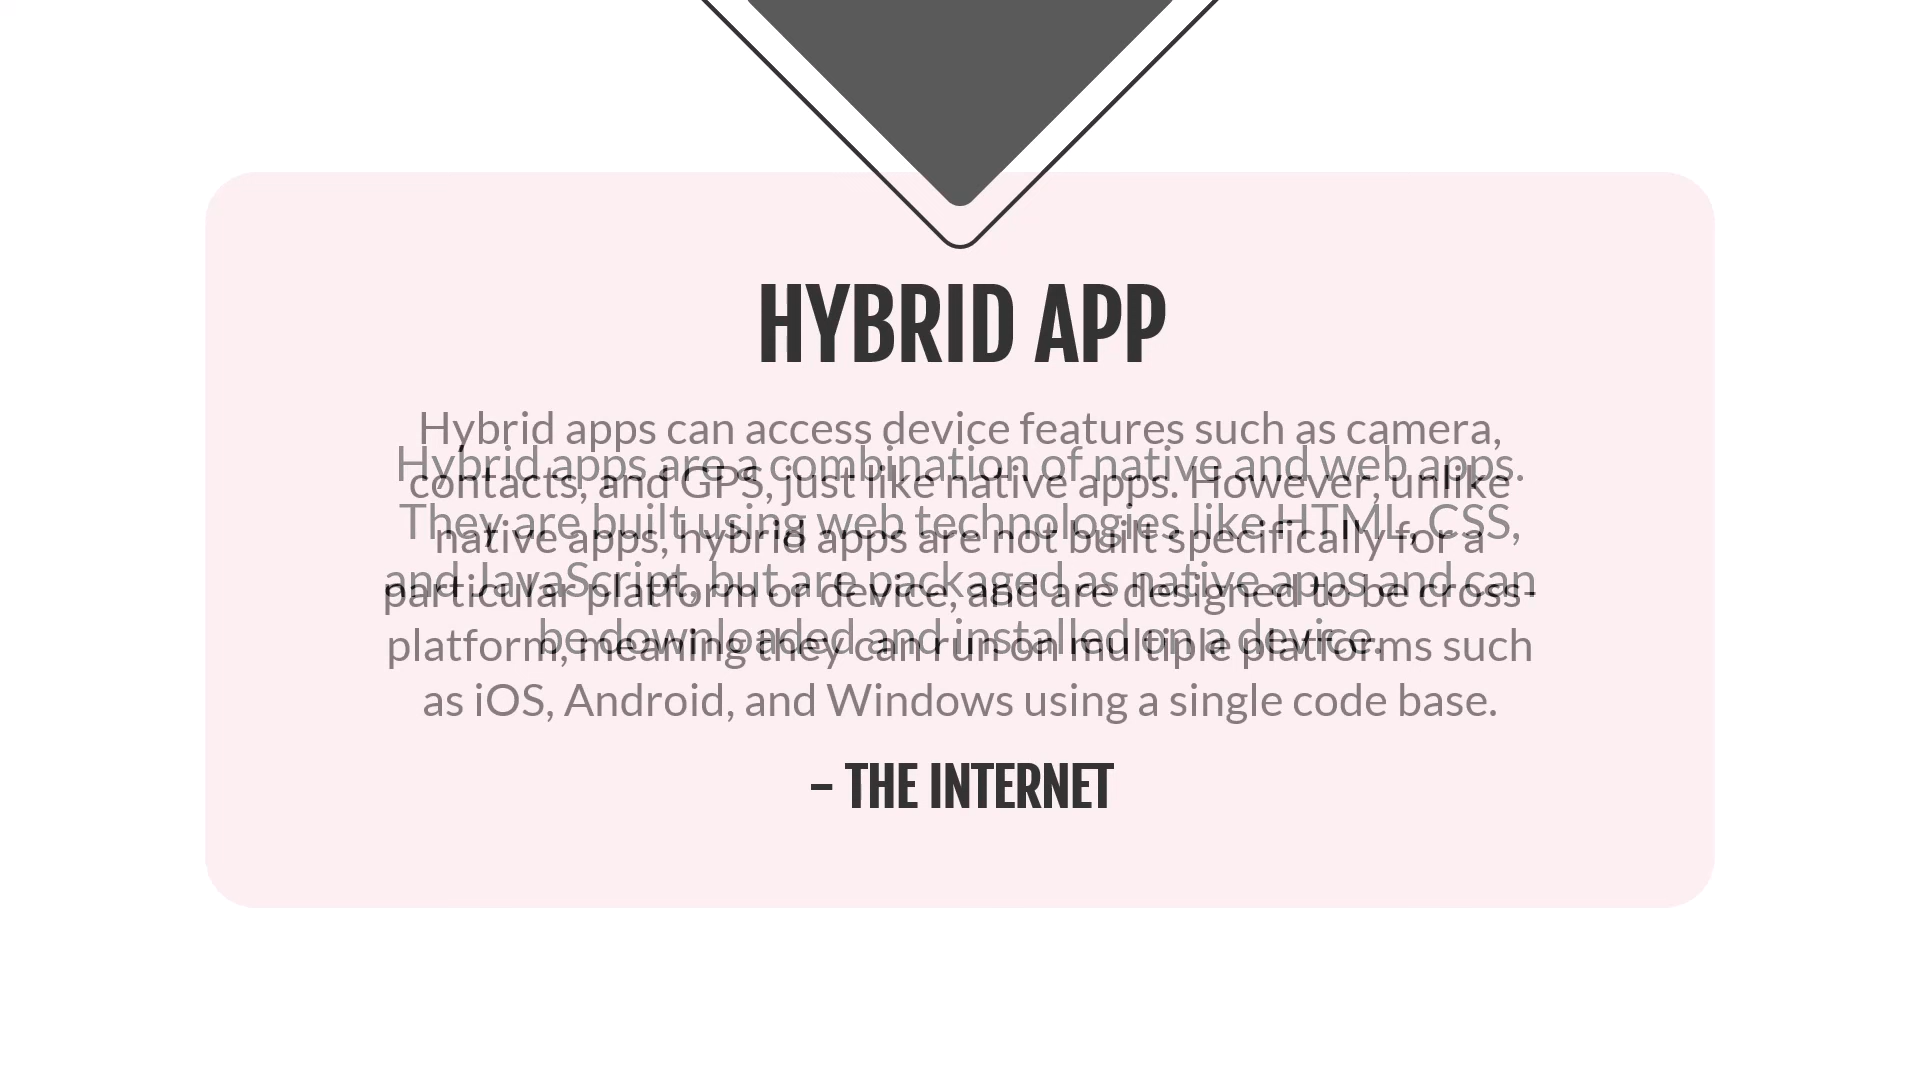 HYBRID APP
Hybrid apps can access device features such as camera,
contacts, and GPS, just like native apps. However, unlike
native apps, hybrid apps are not built specifically for a
particular platform or device, and are designed to be cross-
platform, meaning they can run on multiple platforms such
as iOS, Android, and Windows using a single code base.
Hybrid apps are a combination of native and web apps.
They are built using web technologies like HTML, CSS,
and JavaScript, but are packaged as native apps and can
be downloaded and installed on a device.
– THE INTERNET